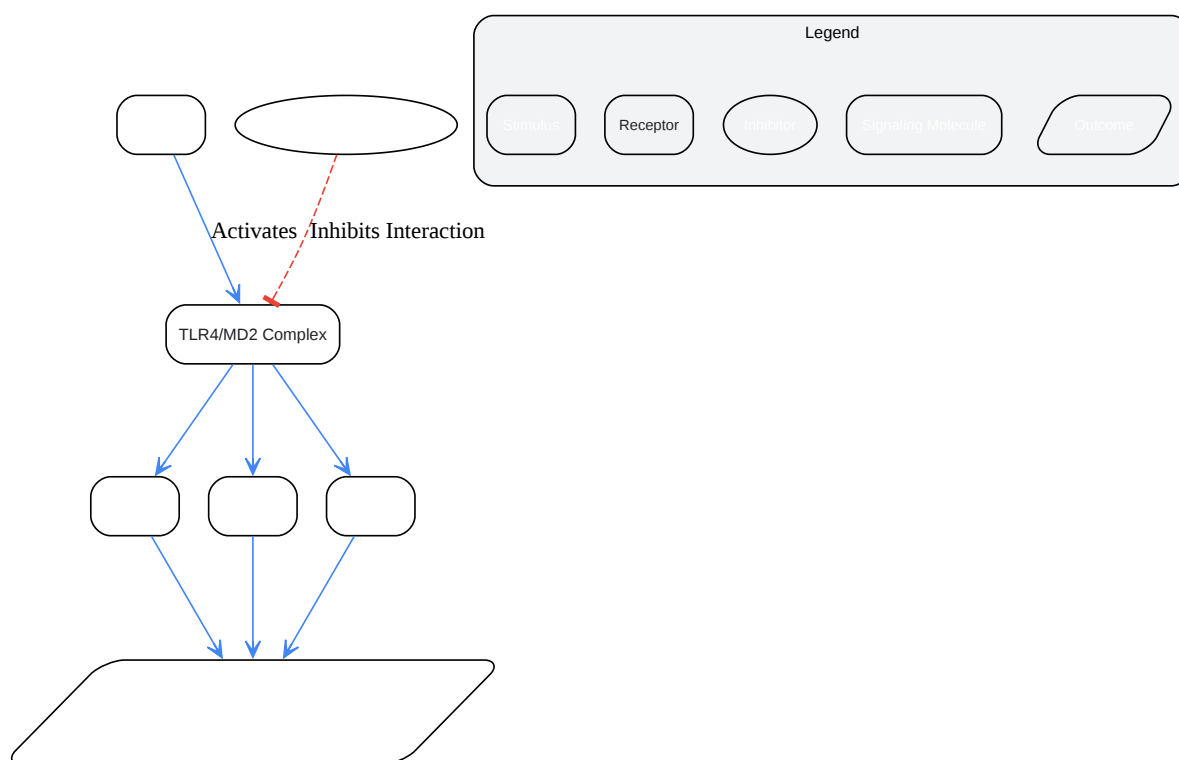 Legend
Stimulus
Receptor
Inhibitor
Signaling Molecule
Outcome
Activates
Inhibits Interaction
TLR4/MD2 Complex